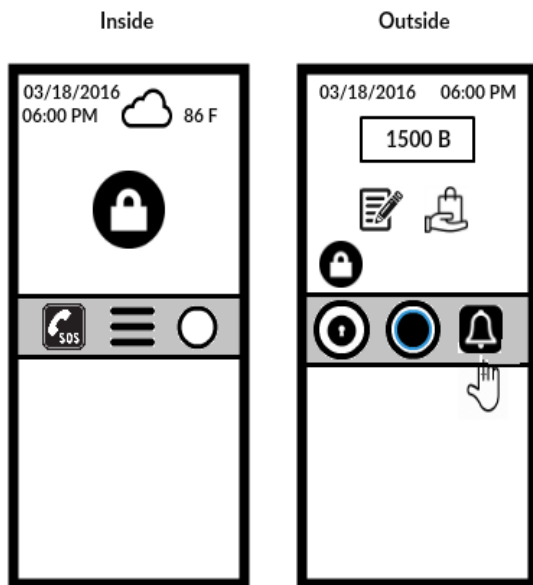 Inside
Outside
03/18/2016
06:00 PM
86 F
SOS
03/18/2016 06:00 PM
1500 B